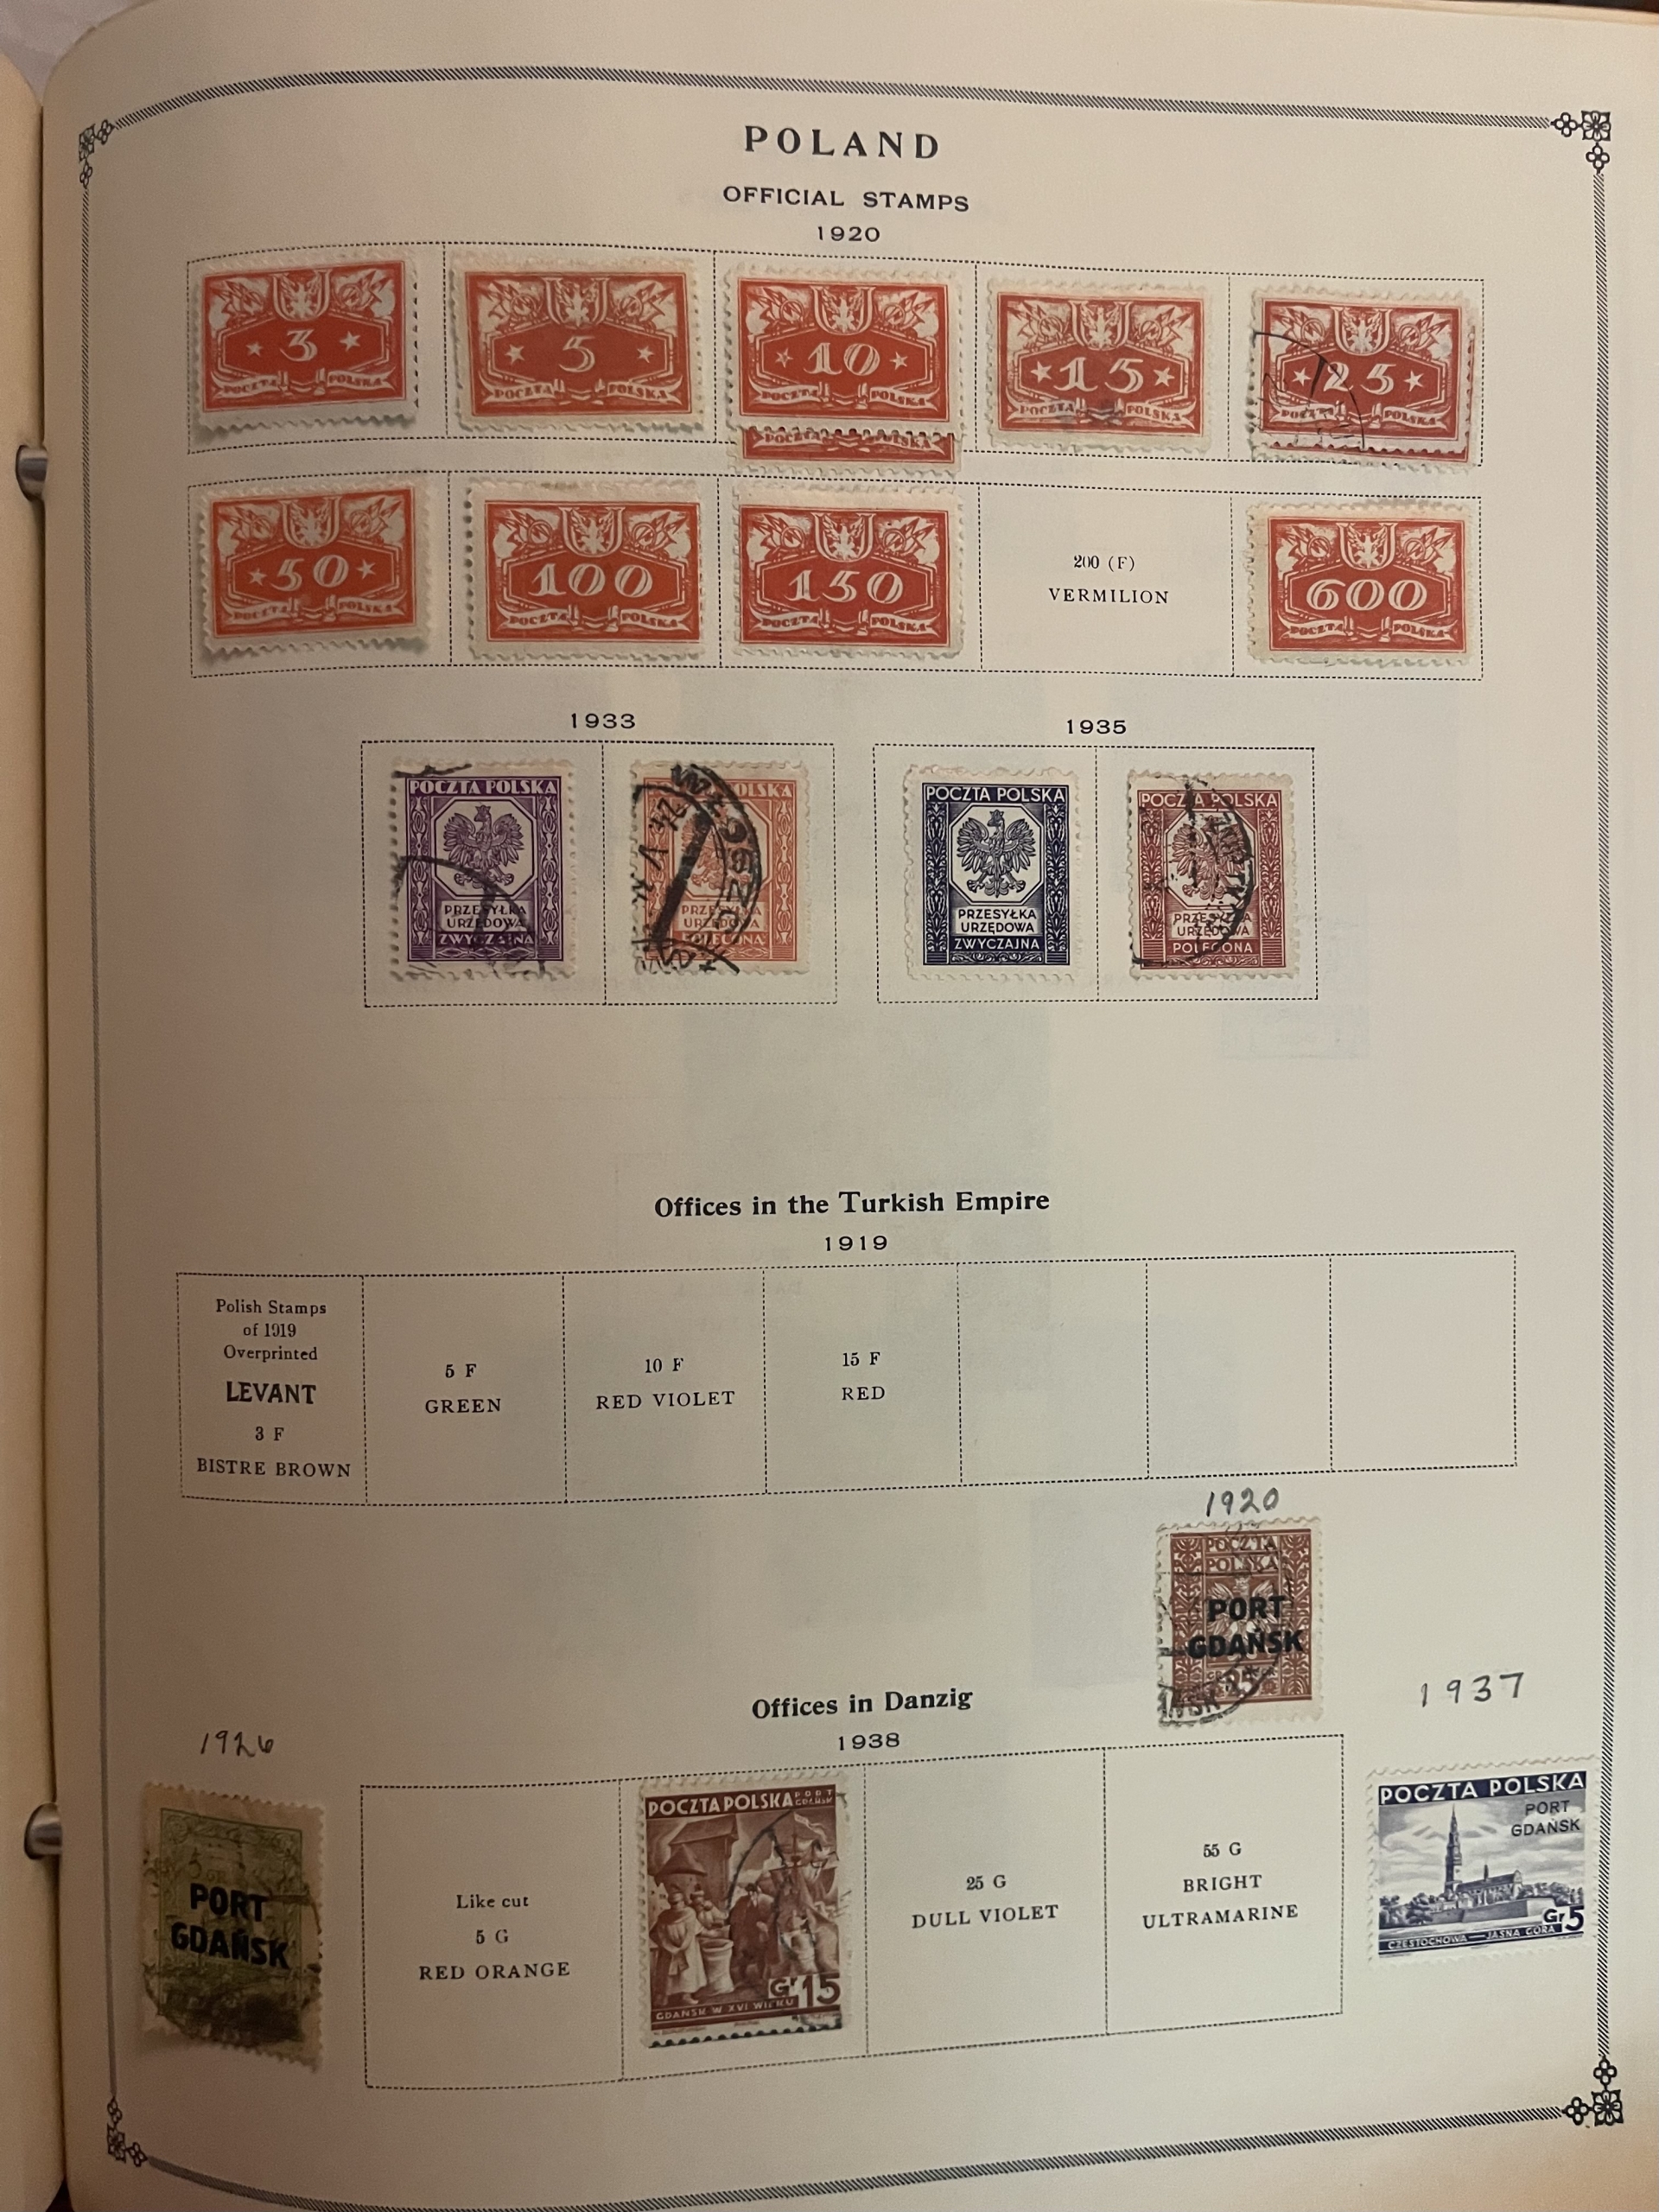 POLAND
OFFICIAL STAMPS
1920
3
POCZTA POLSKA
5
POCZTA POLSKA
10
POCZTA POLSKA
POCZTA POLSKA
15
POCZTA POLSKA
25
POCZTA POLSKA
50
POCZTA POLSKA
100
POCZTA POLSKA
150
POCZTA POLSKA
200 (F)
VERMILION
600
POCZTA POLSKA
1933
POCZTA POLSKA
PRZESYŁKA
URZĘDOWA
ZWYCZAJNA
POLSKA
PRZESYŁKA
URZĘDOWA
POLECONA
1935
POCZTA POLSKA
PRZESYŁKA
URZĘDOWA
ZWYCZAJNA
POCZTA POLSKA
PRZESYŁKA
URZĘDOWA
POLECONA
Offices in the Turkish Empire
1919
Polish Stamps
of 1919
Overprinted
LEVANT
3 F
BISTRE BROWN
5 F
GREEN
10 F
RED VIOLET
15 F
RED
1920
POCZTA
POLSKA
PORT
GDAŃSK
Offices in Danzig
1938
1926
PORT
GDAŃSK
Like cut
5 G
RED ORANGE
POCZTA POLSKA PORT
GDAŃSK
Gr 15
GDAŃSK W XVI WIEKU
25 G
DULL VIOLET
55 G
BRIGHT
ULTRAMARINE
1937
POCZTA POLSKA
PORT
GDAŃSK
Gr 5
CZĘSTOCHOWA — JASNA GÓRA